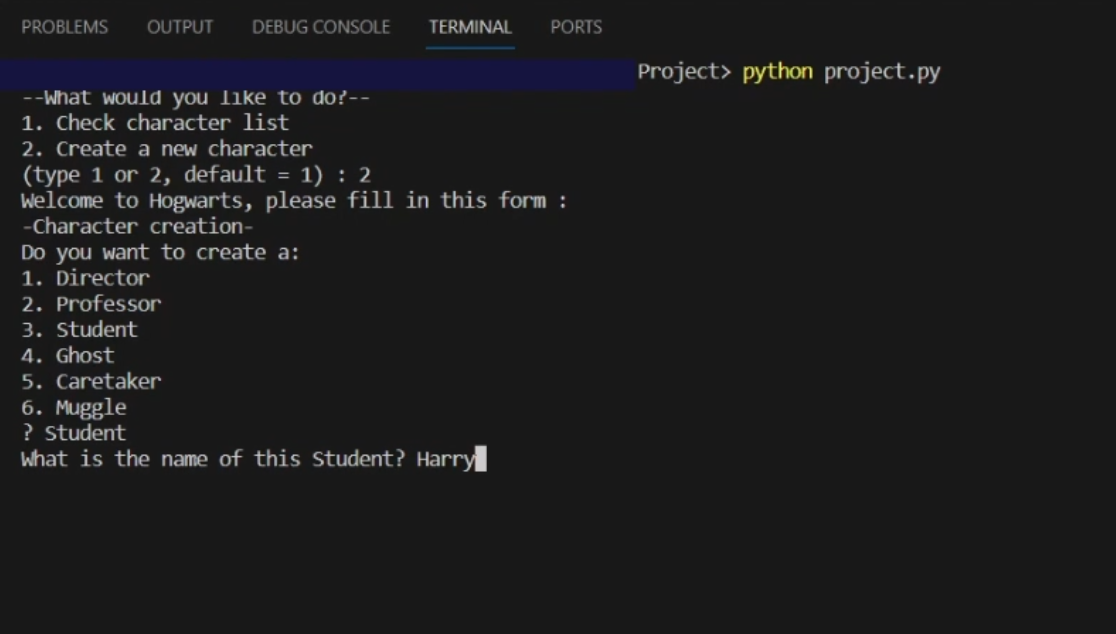 PROBLEMS OUTPUT DEBUG CONSOLE TERMINAL PORTS
Project> python project.py
--What would you like to do?--
1. Check character list
2. Create a new character
(type 1 or 2, default = 1) : 2
Welcome to Hogwarts, please fill in this form :
-Character creation-
Do you want to create a:
1. Director
2. Professor
3. Student
4. Ghost
5. Caretaker
6. Muggle
? Student
What is the name of this Student? Harry